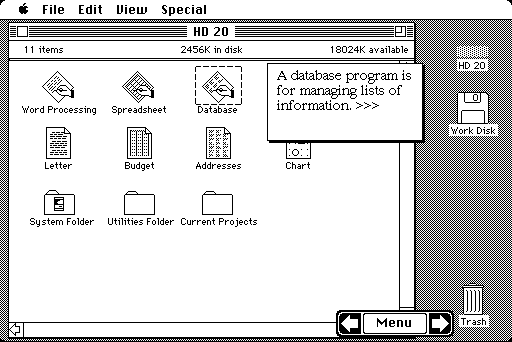 File Edit View Special
HD 20
11 items 2456K in disk 18024K available
A database program is
for managing lists of
information. >>>
HD 20
Word Processing Spreadsheet Database
Work Disk
Letter Budget Addresses Chart
System Folder Utilities Folder Current Projects
Menu
Trash